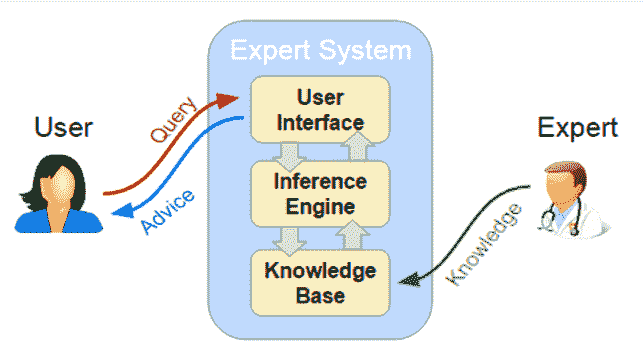 Expert System
User
Interface
User
Expert
Query
Advice
Inference
Engine
Knowledge
Base
Knowledge